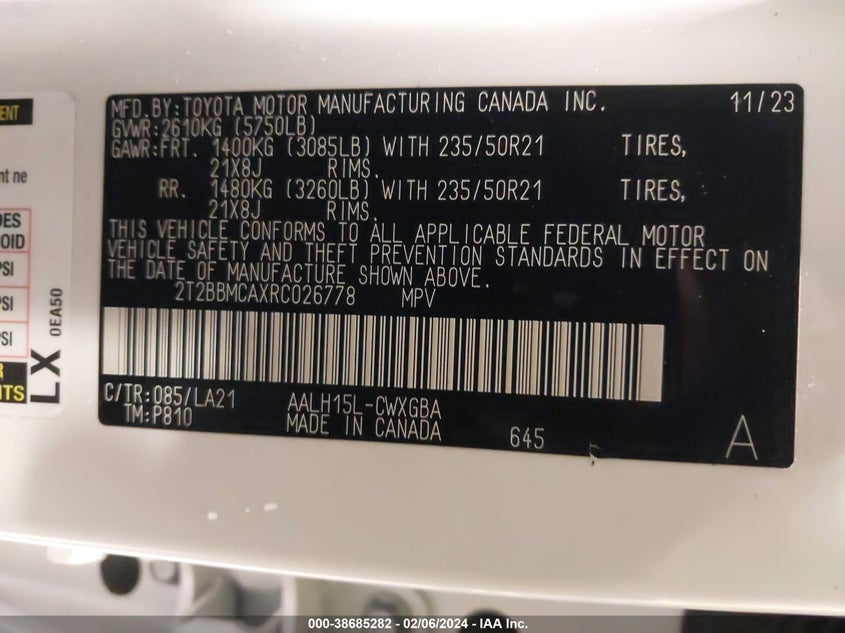 MFD.BY:TOYOTA MOTOR MANUFACTURING CANADA INC. 11/23
GVWR:2610KG (5750LB)
GAWR:FRT. 1400KG (3085LB) WITH 235/50R21 TIRES,
21X8J RIMS.
RR. 1480KG (3260LB) WITH 235/50R21 TIRES,
21X8J RIMS.
THIS VEHICLE CONFORMS TO ALL APPLICABLE FEDERAL MOTOR
VEHICLE SAFETY AND THEFT PREVENTION STANDARDS IN EFFECT ON
THE DATE OF MANUFACTURE SHOWN ABOVE.
2T2BBMCAXRC026778 MPV
C/TR:085/LA21 AALH15L-CWXGBA
TM:P810 MADE IN CANADA 645 A
PSI
LX 0EA50
000-38685282 - 02/06/2024 - IAA Inc.